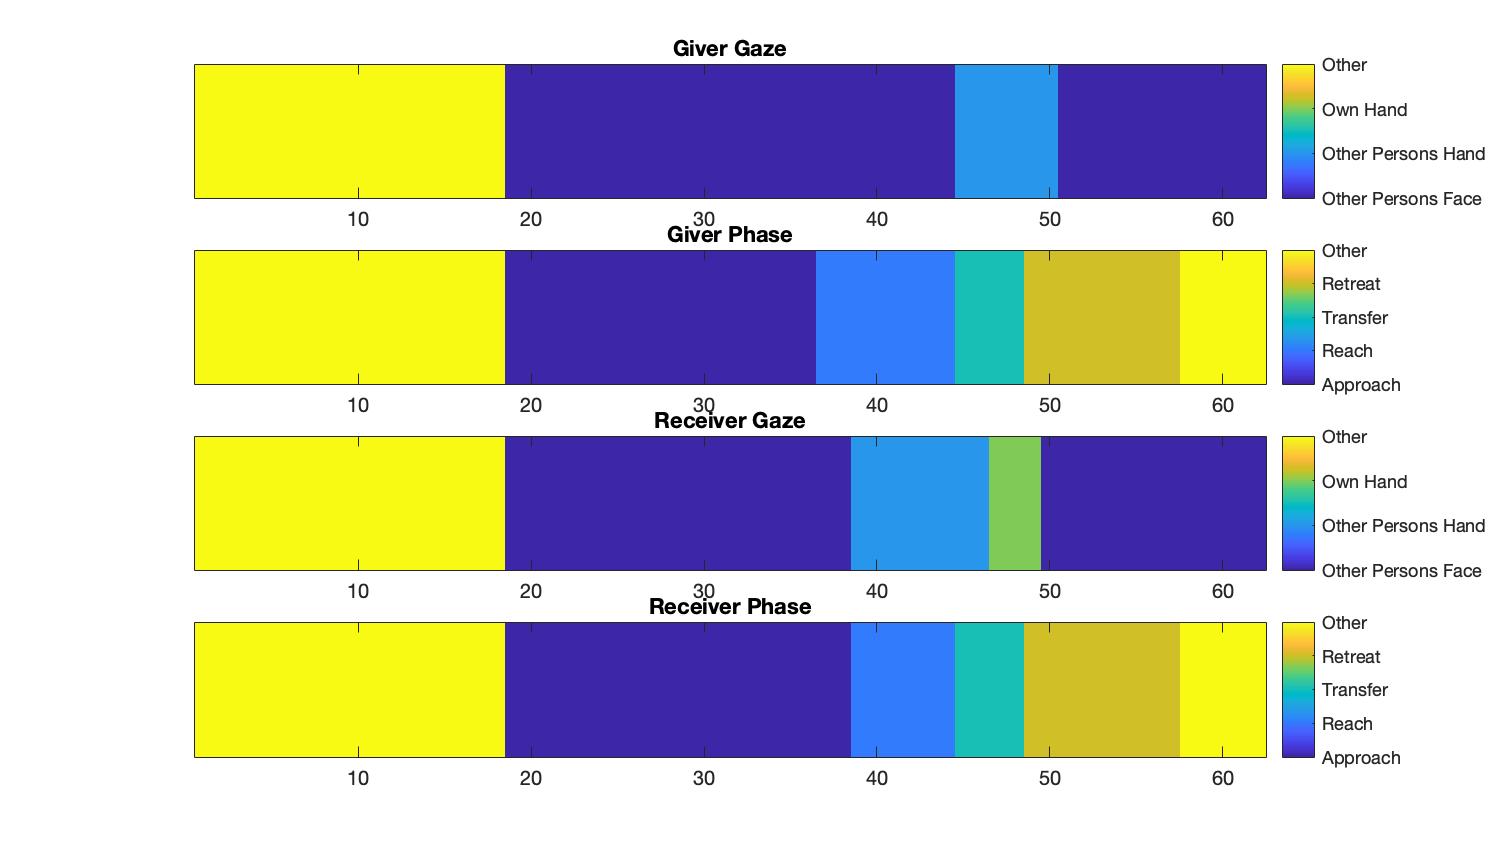 Giver Gaze
Other
Own Hand
Other Persons Hand
Other Persons Face
10 20 30 40 50 60
Giver Phase
Other
Retreat
Transfer
Reach
Approach
10 20 30 40 50 60
Receiver Gaze
Other
Own Hand
Other Persons Hand
Other Persons Face
10 20 30 40 50 60
Receiver Phase
Other
Retreat
Transfer
Reach
Approach
10 20 30 40 50 60